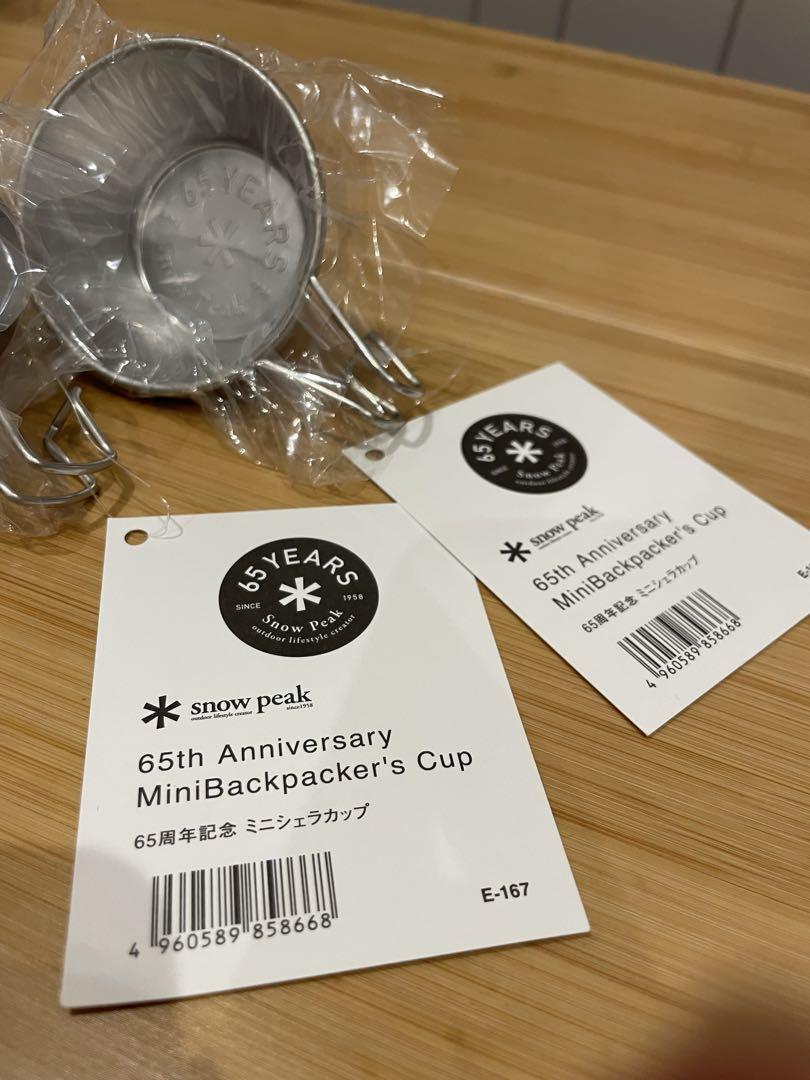 65 YEARS
65 YEARS
SINCE 1958
Snow Peak
outdoor lifestyle creator
snow peak
outdoor lifestyle creator since1958
65th Anniversary
MiniBackpacker's Cup
65周年記念 ミニシェラカップ
4 960589 858668
E-167
65 YEARS
SINCE
Snow Peak
outdoor lifestyle creator
snow peak
65th Anniversary
MiniBackpacker's Cup
65周年記念 ミニシェラカップ
4 960589 858668